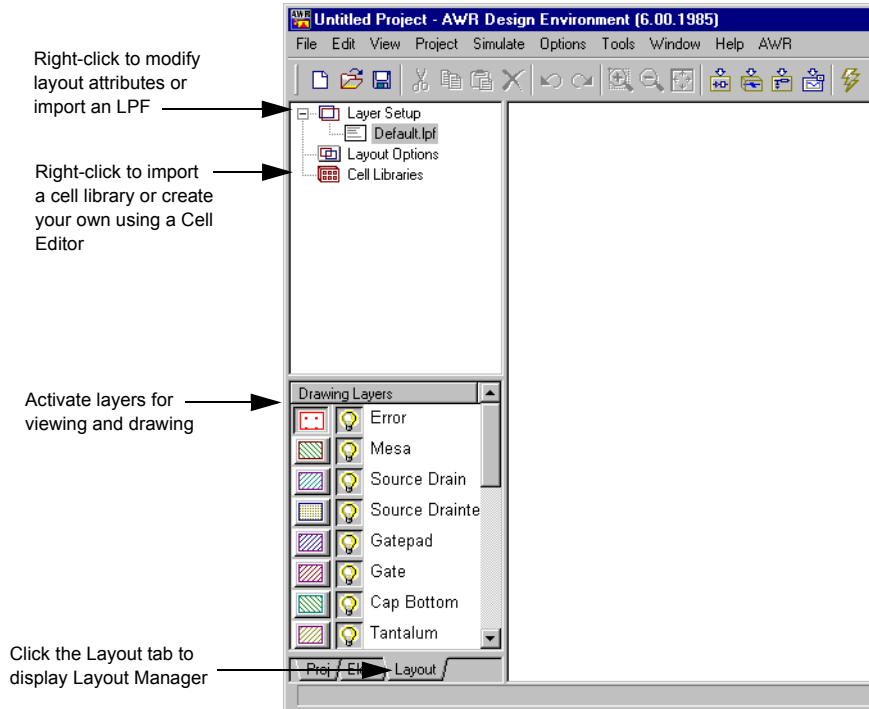 Untitled Project - AWR Design Environment (6.00.1985)
File Edit View Project Simulate Options Tools Window Help AWR
Right-click to modify
layout attributes or
import an LPF
Layer Setup
Default.lpf
Layout Options
Cell Libraries
Right-click to import
a cell library or create
your own using a Cell
Editor
Activate layers for
viewing and drawing
Drawing Layers
Error
Mesa
Source Drain
Source Drainte
Gatepad
Gate
Cap Bottom
Tantalum
Click the Layout tab to
display Layout Manager
Proj Ele Layout